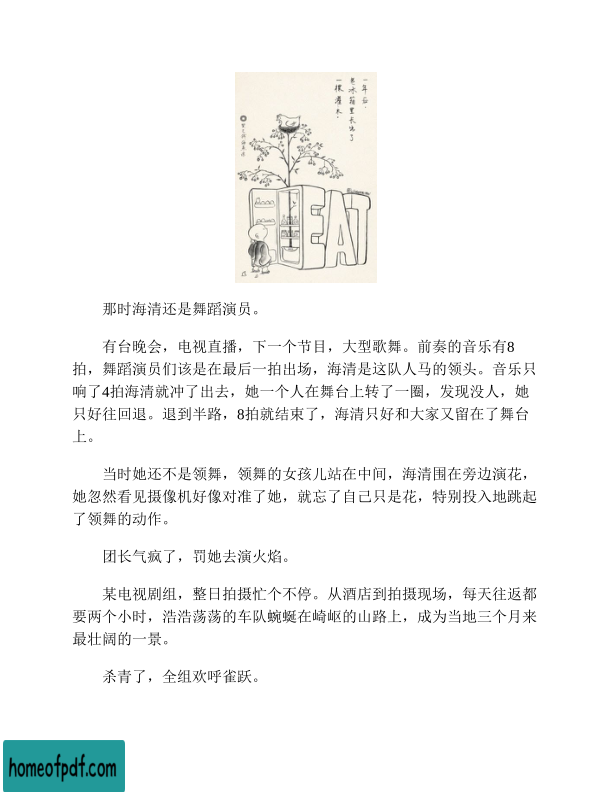 一年后，
老冰箱里长出了
一棵灌木。
EAT
那时海清还是舞蹈演员。
有台晚会，电视直播，下一个节目，大型歌舞。前奏的音乐有8
拍，舞蹈演员们该是在最后一拍出场，海清是这队人马的领头。音乐只
响了4拍海清就冲了出去，她一个人在舞台上转了一圈，发现没人，她
只好往回退。退到半路，8拍就结束了，海清只好和大家又留在了舞台
上。
当时她还不是领舞，领舞的女孩儿站在中间，海清围在旁边演花，
她忽然看见摄像机好像对准了她，就忘了自己只是花，特别投入地跳起
了领舞的动作。
团长气疯了，罚她去演火焰。
某电视剧组，整日拍摄忙个不停。从酒店到拍摄现场，每天往返都
要两个小时，浩浩荡荡的车队蜿蜒在崎岖的山路上，成为当地三个月来
最壮阔的一景。
杀青了，全组欢呼雀跃。
homeofpdf.com